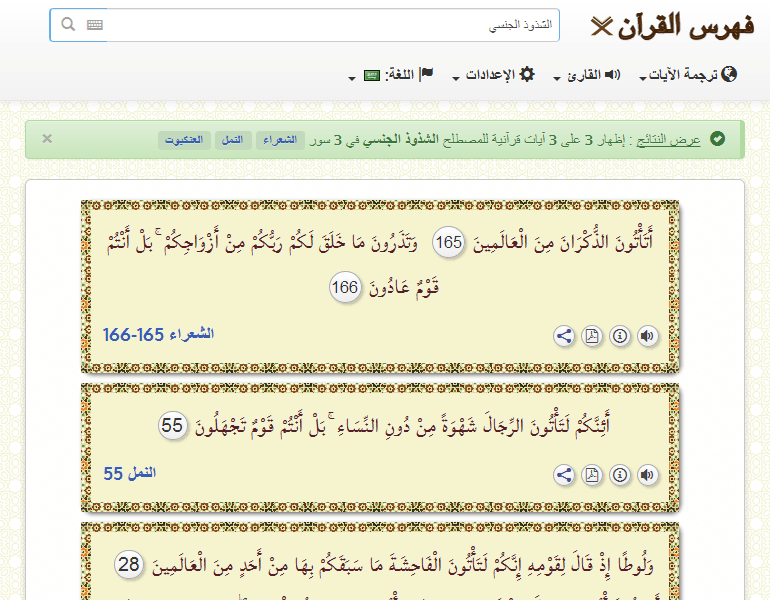 فهرس القرآن
الشذوذ الجنسي
ترجمة الآيات القارئ الإعدادات اللغة:
عرض النتائج : إظهار 3 على 3 آيات قرآنية للمصطلح الشذوذ الجنسي في 3 سور الشعراء النمل العنكبوت ×
أَتَأْتُونَ الذُّكْرَانَ مِنَ الْعَالَمِينَ 165 وَتَذَرُونَ مَا خَلَقَ لَكُمْ رَبُّكُمْ مِنْ أَزْوَاجِكُمْ ۚ بَلْ أَنْتُمْ
قَوْمٌ عَادُونَ 166
الشعراء 165-166
أَئِنَّكُمْ لَتَأْتُونَ الرِّجَالَ شَهْوَةً مِنْ دُونِ النِّسَاءِ ۚ بَلْ أَنْتُمْ قَوْمٌ تَجْهَلُونَ 55
النمل 55
وَلُوطًا إِذْ قَالَ لِقَوْمِهِ إِنَّكُمْ لَتَأْتُونَ الْفَاحِشَةَ مَا سَبَقَكُمْ بِهَا مِنْ أَحَدٍ مِنَ الْعَالَمِينَ 28